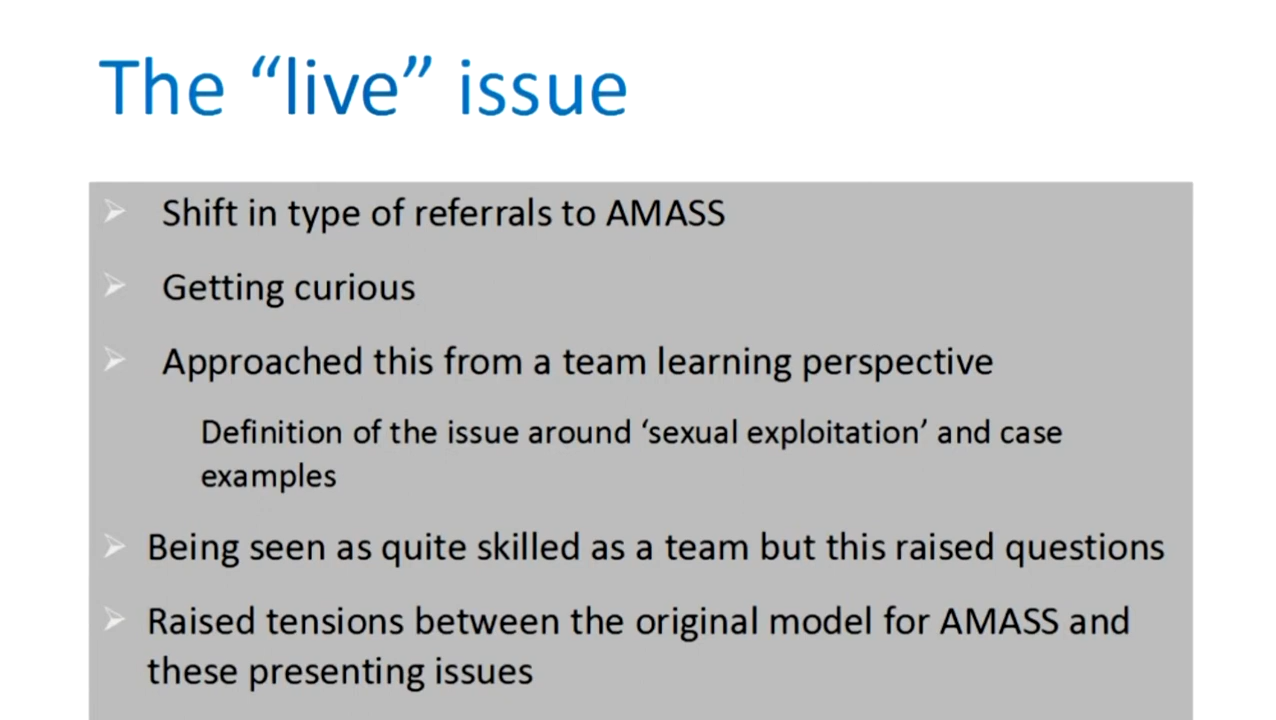 The “live” issue
Shift in type of referrals to AMASS
Getting curious
Approached this from a team learning perspective
Definition of the issue around ‘sexual exploitation’ and case
examples
Being seen as quite skilled as a team but this raised questions
Raised tensions between the original model for AMASS and
these presenting issues